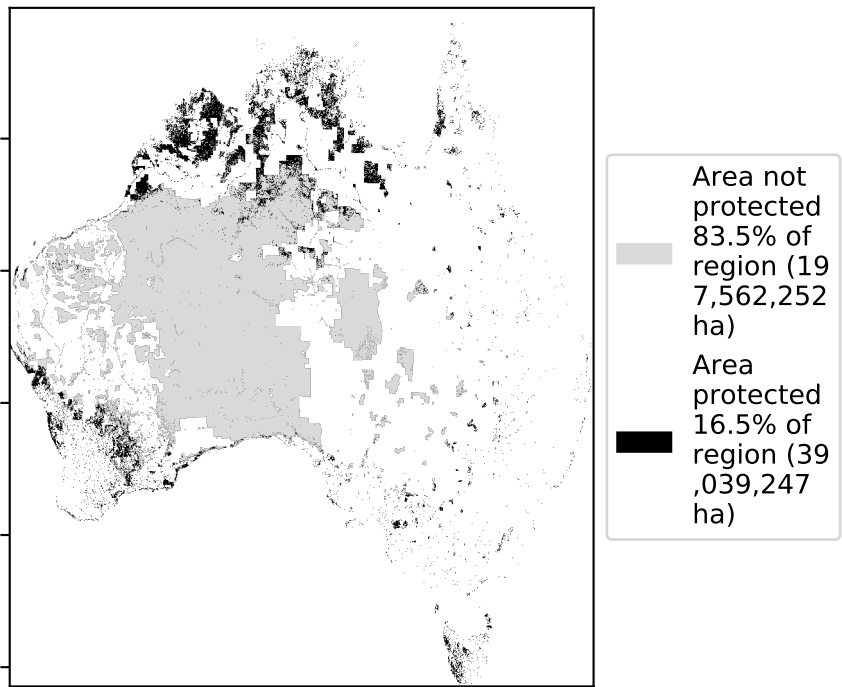 Area not
protected
83.5% of
region (19
7,562,252
ha)
Area
protected
16.5% of
region (39
,039,247
ha)